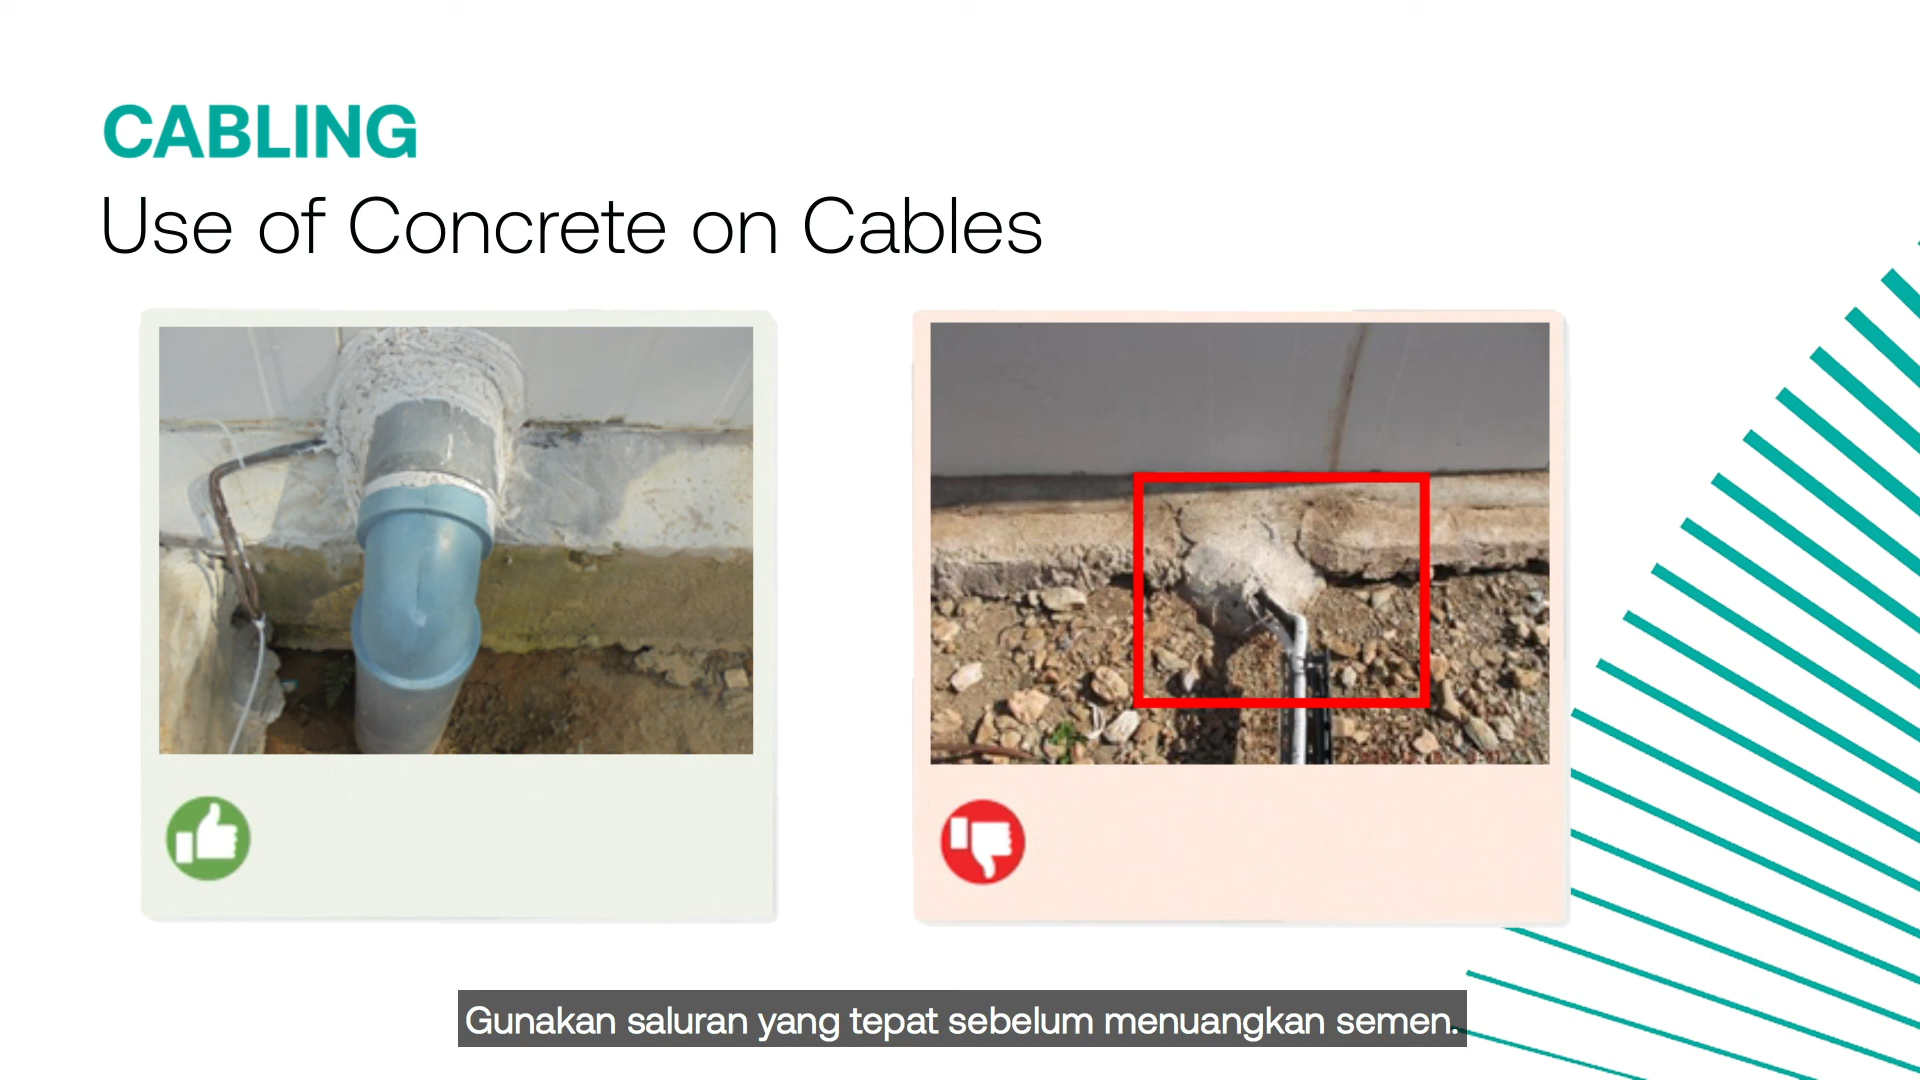 CABLING
Use of Concrete on Cables
Gunakan saluran yang tepat sebelum menuangkan semen.